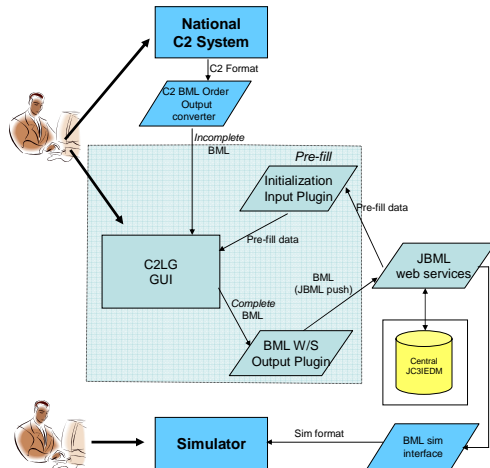 National
C2 System
C2 Format
C2 BML Order
Output
converter
Incomplete
BML
Pre-fill
Initialization
Input Plugin
Pre-fill data
Pre-fill data
C2LG
GUI
JBML
web services
BML
(JBML push)
Complete
BML
BML W/S
Output Plugin
Central
JC3IEDM
Simulator
Sim format
BML sim
interface